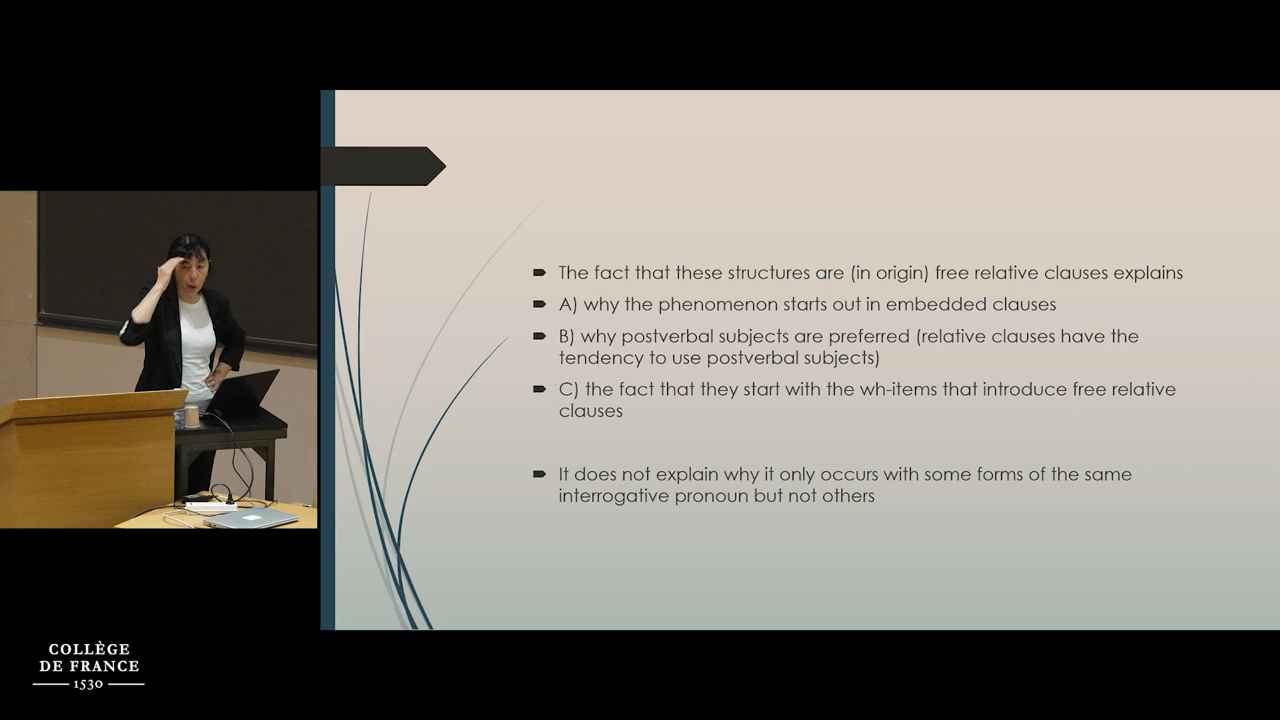 The fact that these structures are (in origin) free relative clauses explains
A) why the phenomenon starts out in embedded clauses
B) why postverbal subjects are preferred (relative clauses have the
tendency to use postverbal subjects)
C) the fact that they start with the wh-items that introduce free relative
clauses
It does not explain why it only occurs with some forms of the same
interrogative pronoun but not others
COLLÈGE
DE FRANCE
1530